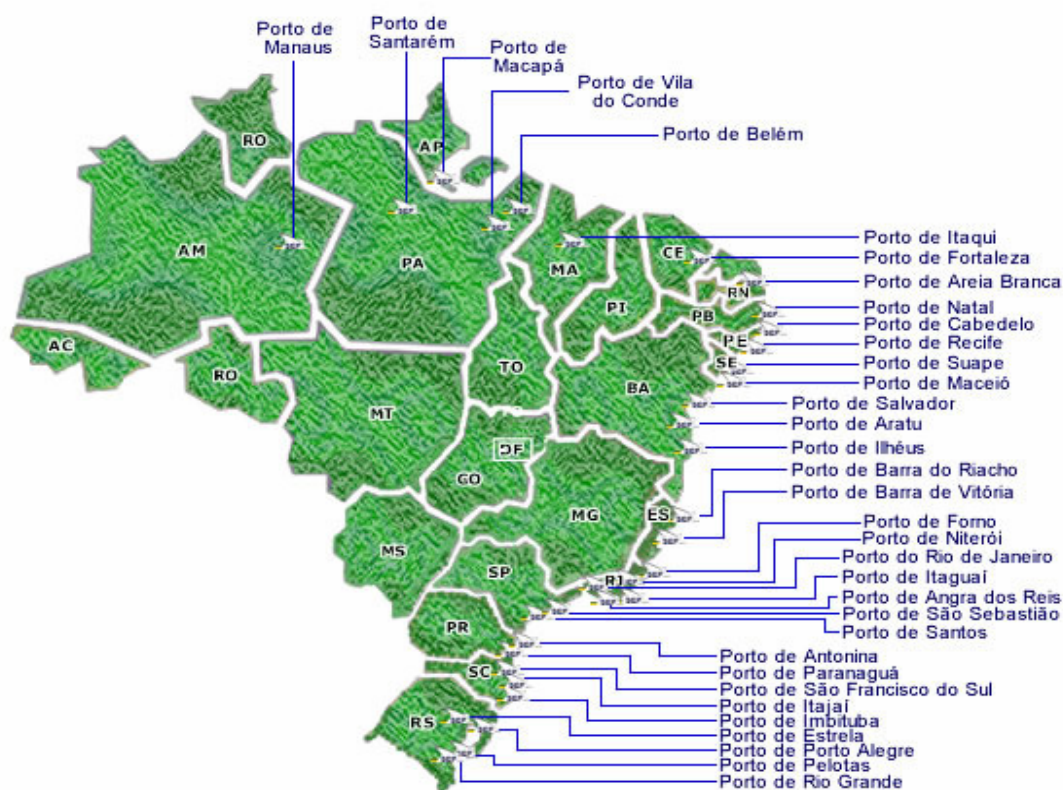 Porto de
Manaus
Porto de
Santarém
Porto de
Macapá
Porto de Vila
do Conde
Porto de Belém
RO
AP
AM
PA
MA
CE
RN
PI
PB
PE
SE
AC
RO
TO
BA
MT
DF
GO
MG
ES
MS
SP
RJ
PR
SC
RS
Porto de Itaqui
Porto de Fortaleza
Porto de Areia Branca
Porto de Natal
Porto de Cabedelo
Porto de Recife
Porto de Suape
Porto de Maceió
Porto de Salvador
Porto de Aratu
Porto de Ilhéus
Porto de Barra do Riacho
Porto de Barra de Vitória
Porto de Forno
Porto de Niterói
Porto do Rio de Janeiro
Porto de Itaguaí
Porto de Angra dos Reis
Porto de São Sebastião
Porto de Santos
Porto de Antonina
Porto de Paranaguá
Porto de São Francisco do Sul
Porto de Itajaí
Porto de Imbituba
Porto de Estrela
Porto de Porto Alegre
Porto de Pelotas
Porto de Rio Grande